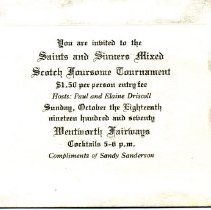 You are invited to the
Saints and Sinners Mixed
Scotch Foursome Tournament
$1.50 per person entry fee
Hosts: Paul and Elaine Driscoll
Sunday, October the Eighteenth
nineteen hundred and seventy
Wentworth Fairways
Cocktails 5-6 p.m.
Compliments of Sandy Sanderson